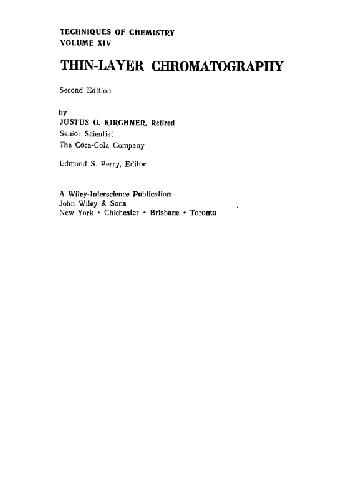 TECHNIQUES OF CHEMISTRY
VOLUME XIV
THIN-LAYER CHROMATOGRAPHY
Second Edition
by
JUSTUS G. KIRCHNER, Retired
Senior Scientist
The Coca-Cola Company
Edmond S. Perry, Editor
A Wiley-Interscience Publication
John Wiley & Sons
New York • Chichester • Brisbane • Toronto